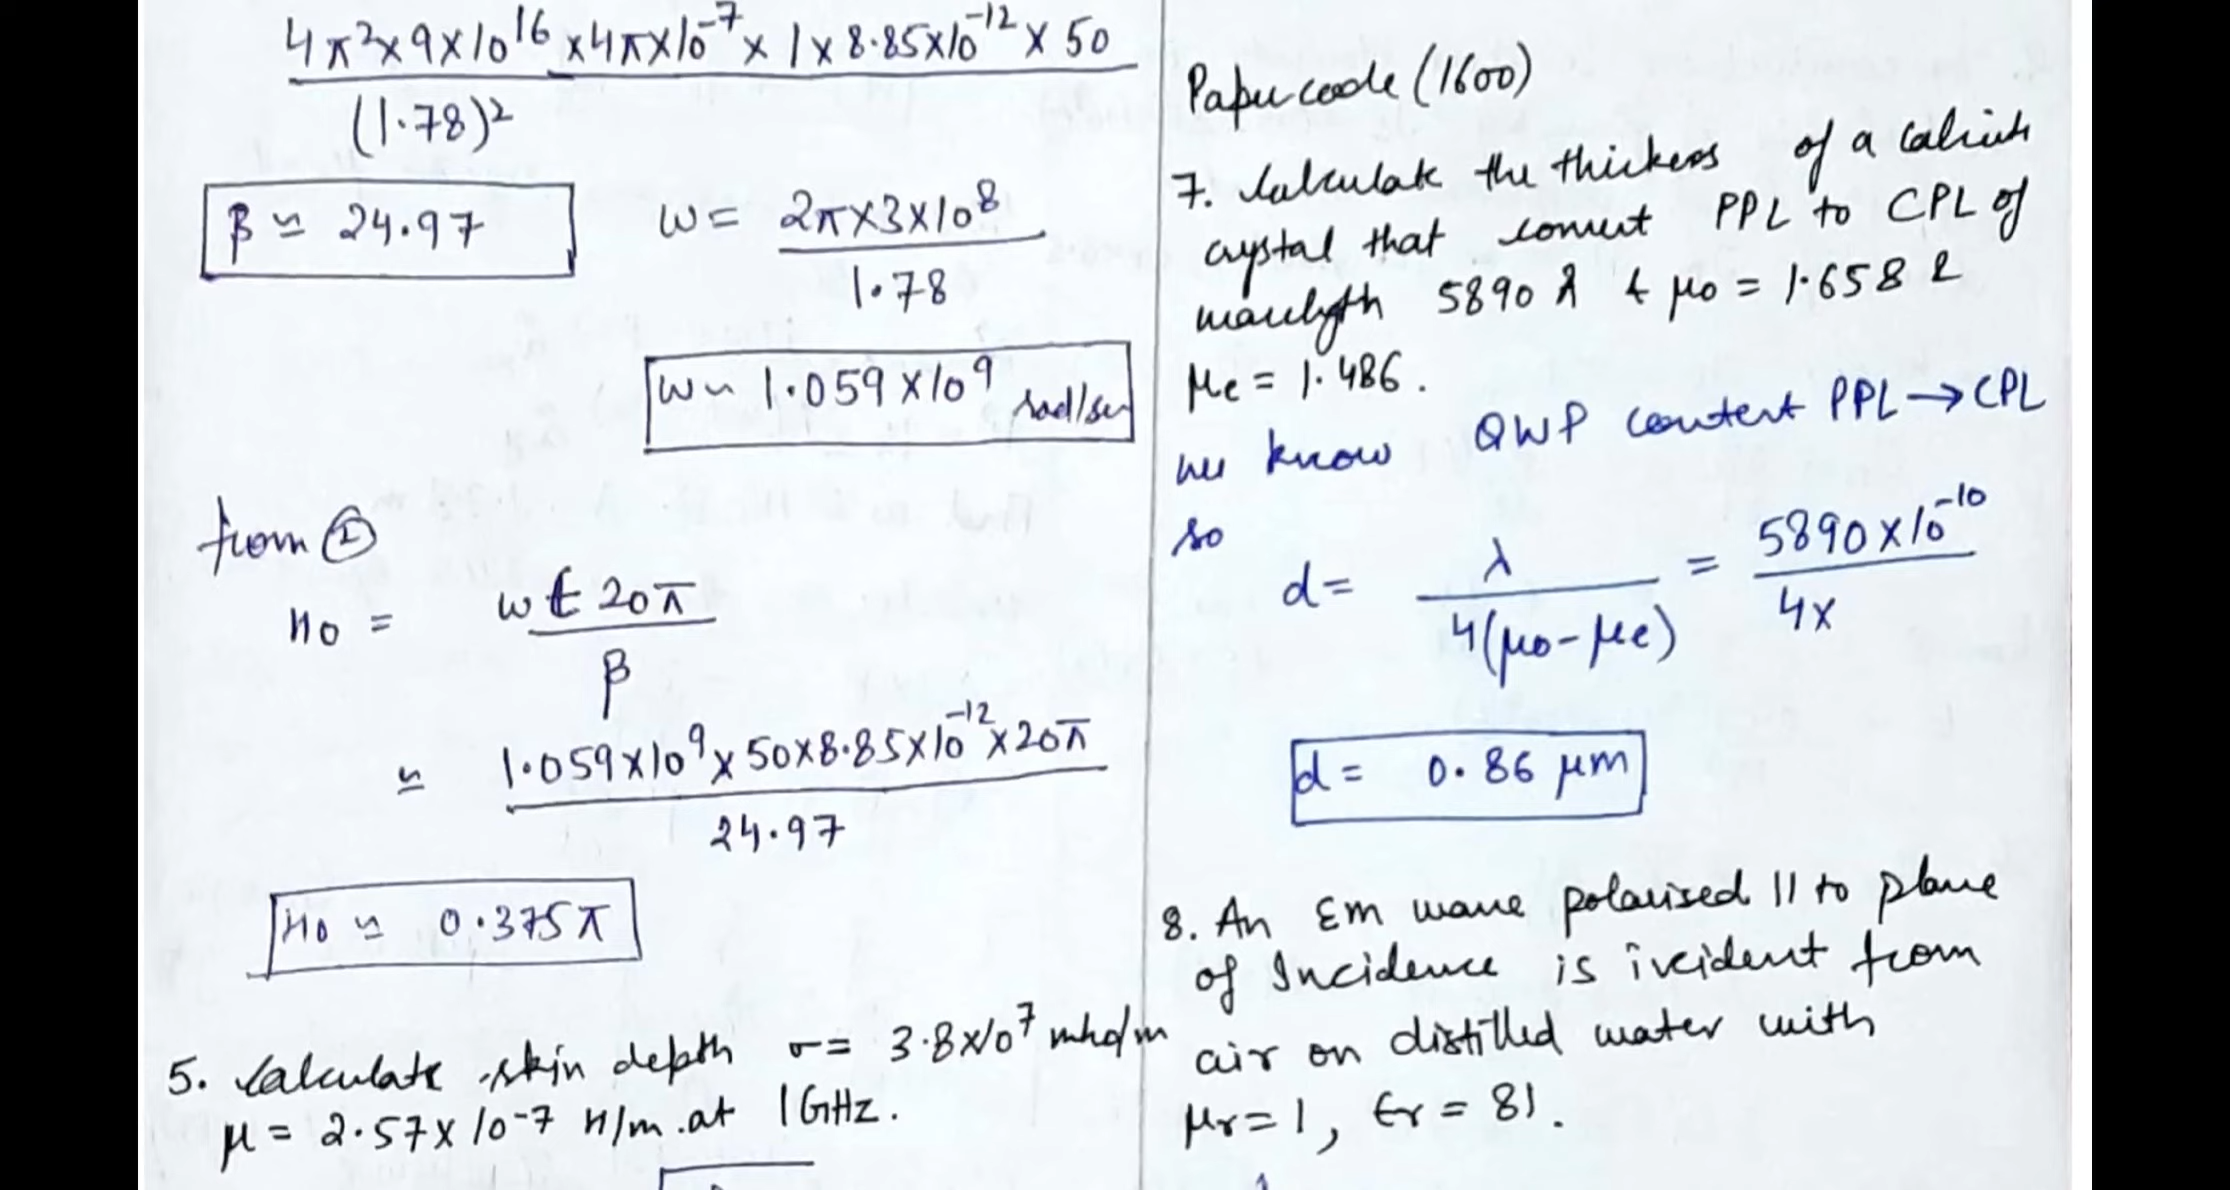 4π²×9×10¹⁶×4π×10⁻⁷×1×8.85×10⁻¹²×50
(1.78)²
β ≃ 24.97
ω = 2π×3×10⁸
1.78
ω ~ 1.059×10⁹ rad/sec
from ②
H₀ = ω ϵ 20π
β
≃ 1.059×10⁹×50×8.85×10⁻¹²×20π
24.97
H₀ ≃ 0.375π
5. Calculate skin depth σ = 3.8×10⁷ mho/m
μ = 2.57×10⁻⁷ H/m. at 1GHz.
Paper code (1600)
7. Calculate the thickness of a calcite
crystal that convert PPL to CPL of
wavelength 5890 Å & μo = 1.658 &
μe = 1.486.
we know QWP convert PPL → CPL
so
d = λ = 5890×10⁻¹⁰
4(μo-μe) 4×
d = 0.86 μm
8. An Em wave polarised || to plane
of Incidence is incident from
air on distilled water with
μr = 1, ϵr = 81.